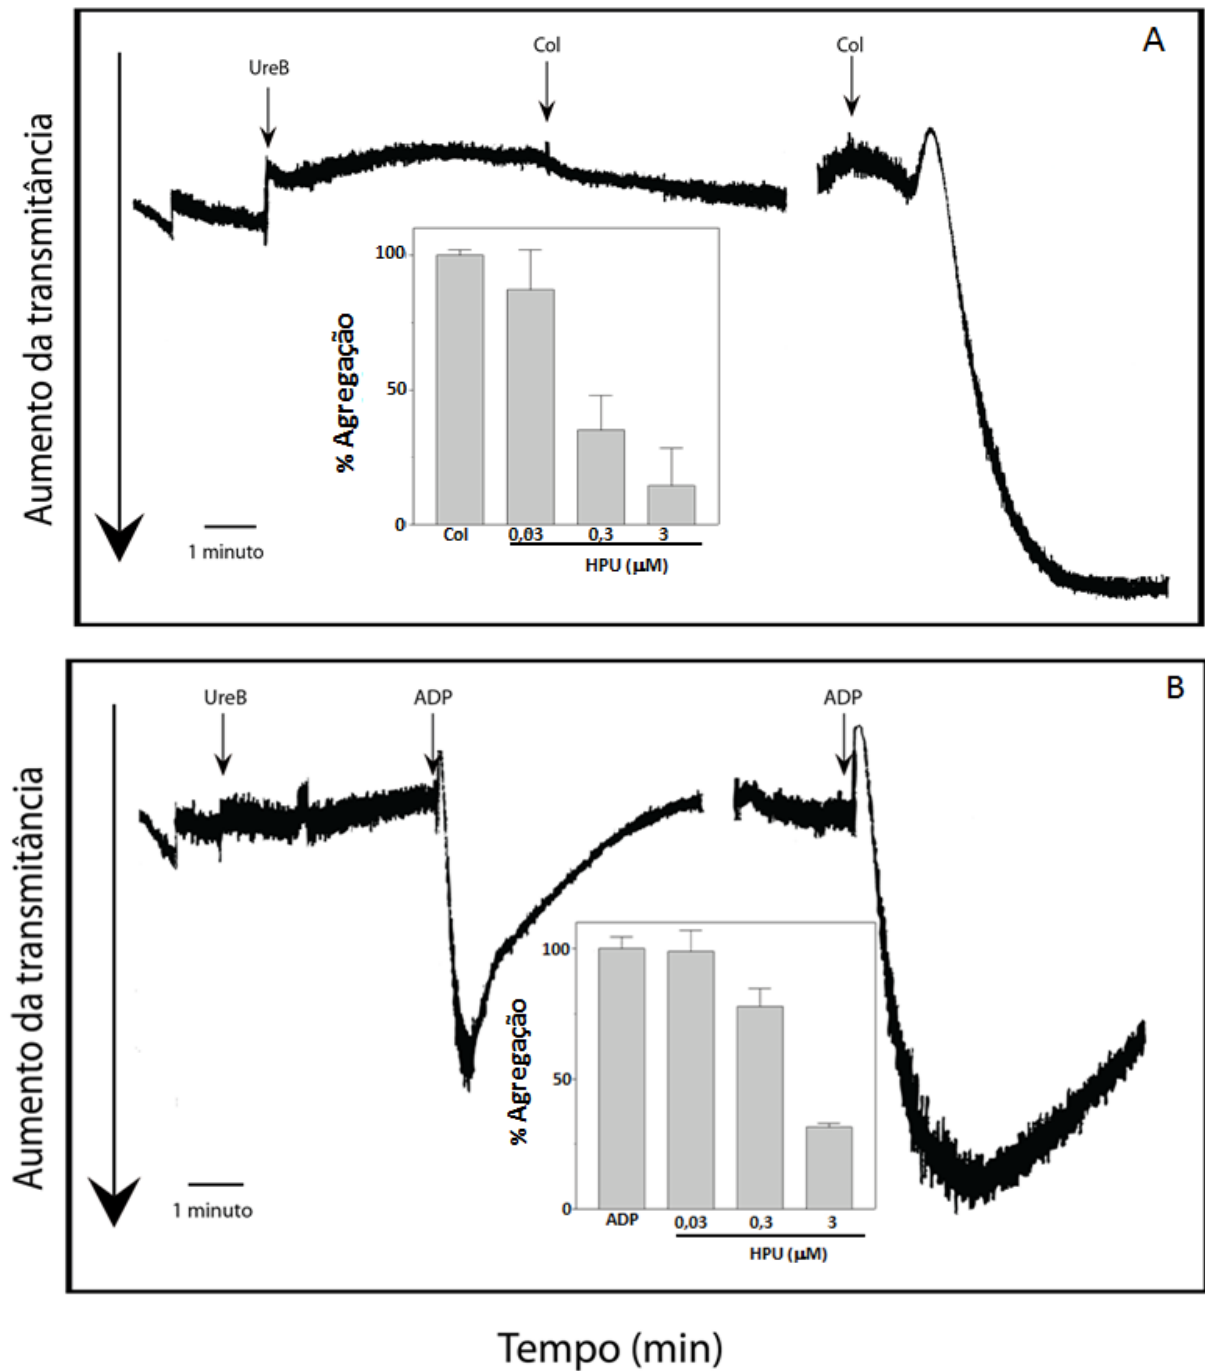 A
Col
Col
UreB
Aumento da transmitância
100
50
0
% Agregação
Col
0,03
0,3
3
HPU (µM)
1 minuto
B
UreB
ADP
ADP
Aumento da transmitância
100
50
0
% Agregação
ADP
0,03
0,3
3
HPU (µM)
1 minuto
Tempo (min)